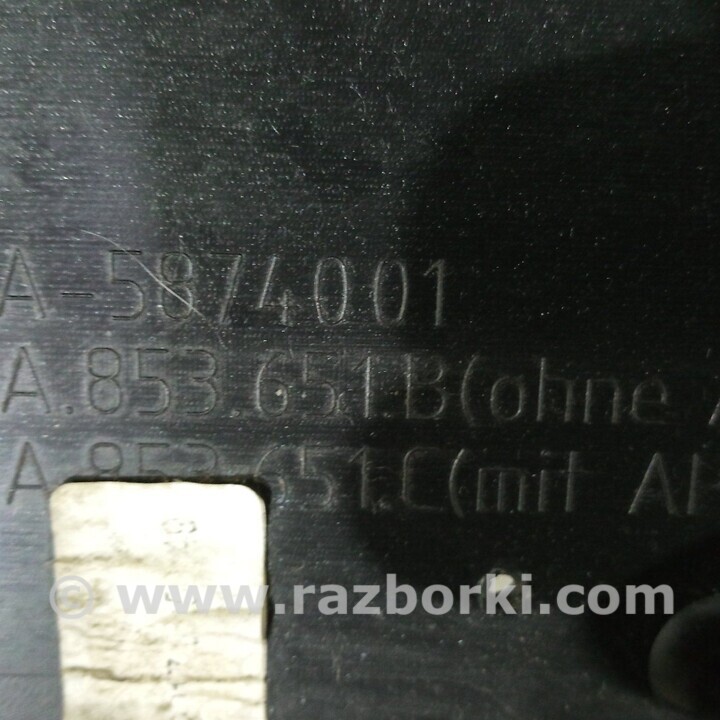 A-5874001
A.853.651.B(ohne A
A.853.651.C(mit A
© www.razborki.com